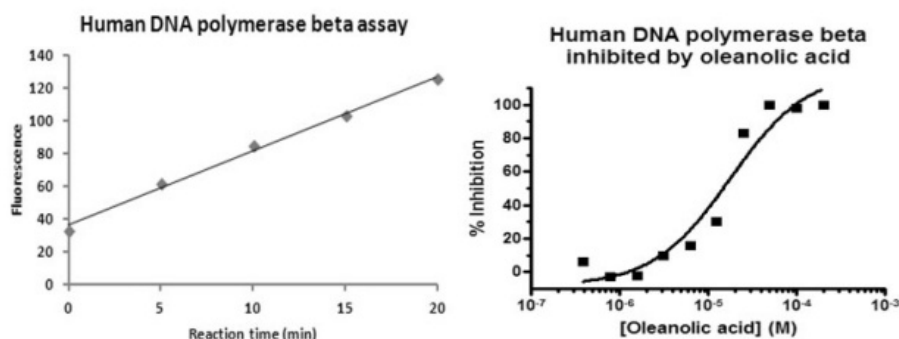 Human DNA polymerase beta assay
140
120
100
80
60
40
20
0
Fluorescence
0 5 10 15 20
Reaction time (min)
Human DNA polymerase beta
inhibited by oleanolic acid
100
80
60
40
20
0
% Inhibition
10-7 10-6 10-5 10-4 10-3
[Oleanolic acid] (M)